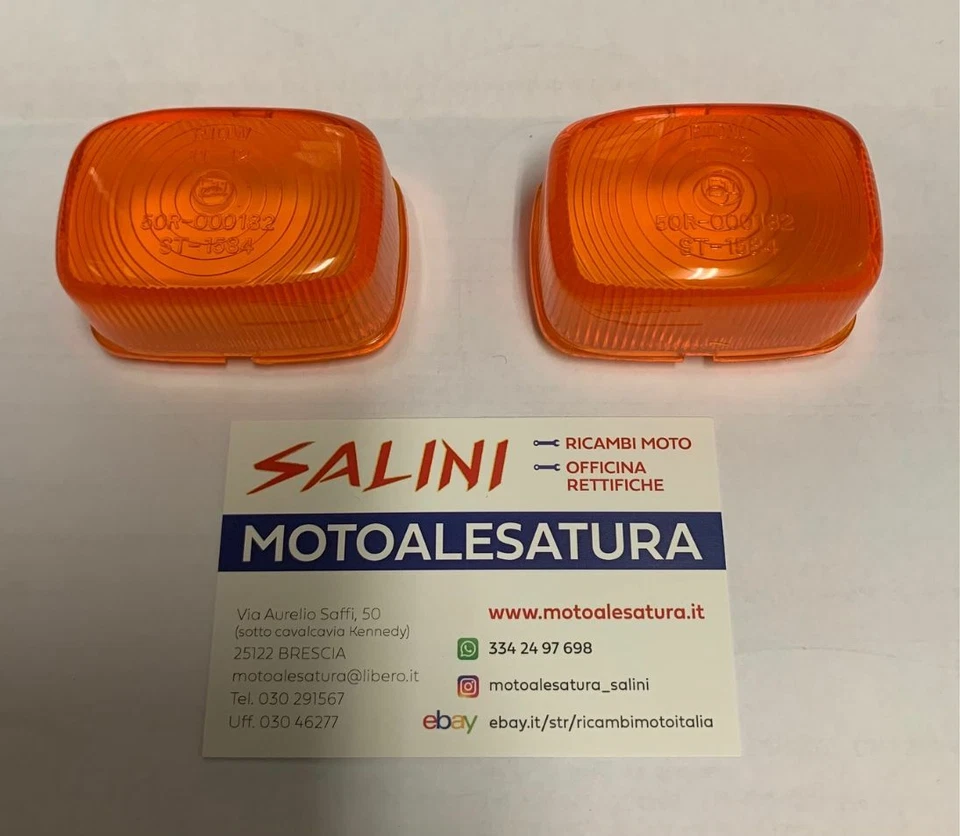 50R-000182
ST-1584
50R-000182
ST-1584
SALINI
RICAMBI MOTO
OFFICINA
RETTIFICHE
MOTOALESATURA
Via Aurelio Saffi, 50
(sotto cavalcavia Kennedy)
25122 BRESCIA
motoalesatura@libero.it
Tel. 030 291567
Uff. 030 46277
www.motoalesatura.it
334 24 97 698
motoalesatura_salini
ebay
ebay.it/str/ricambimotoitalia